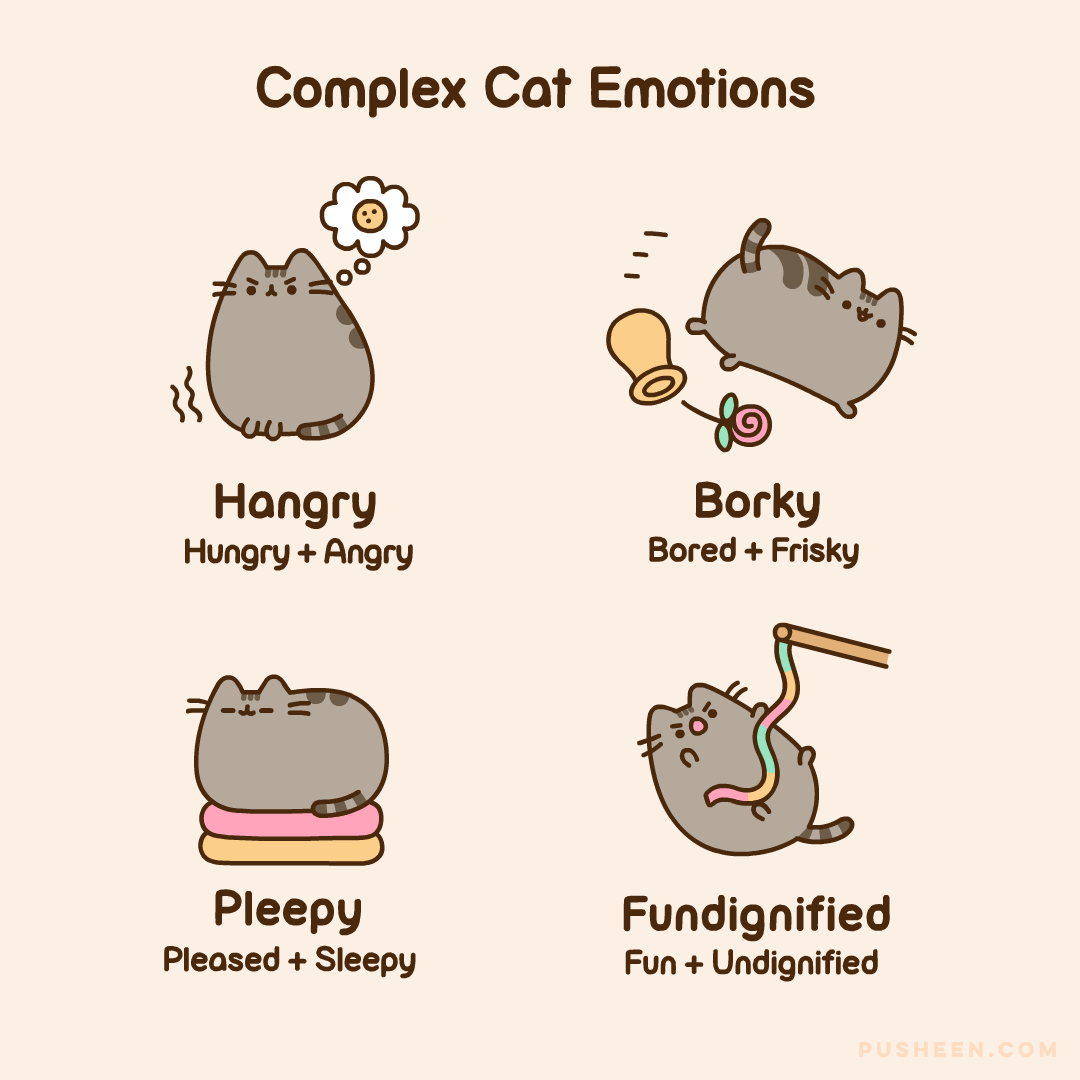 Complex Cat Emotions
Hangry
Hungry + Angry
Borky
Bored + Frisky
Pleepy
Pleased + Sleepy
Fundignified
Fun + Undignified
PUSHEEN.COM